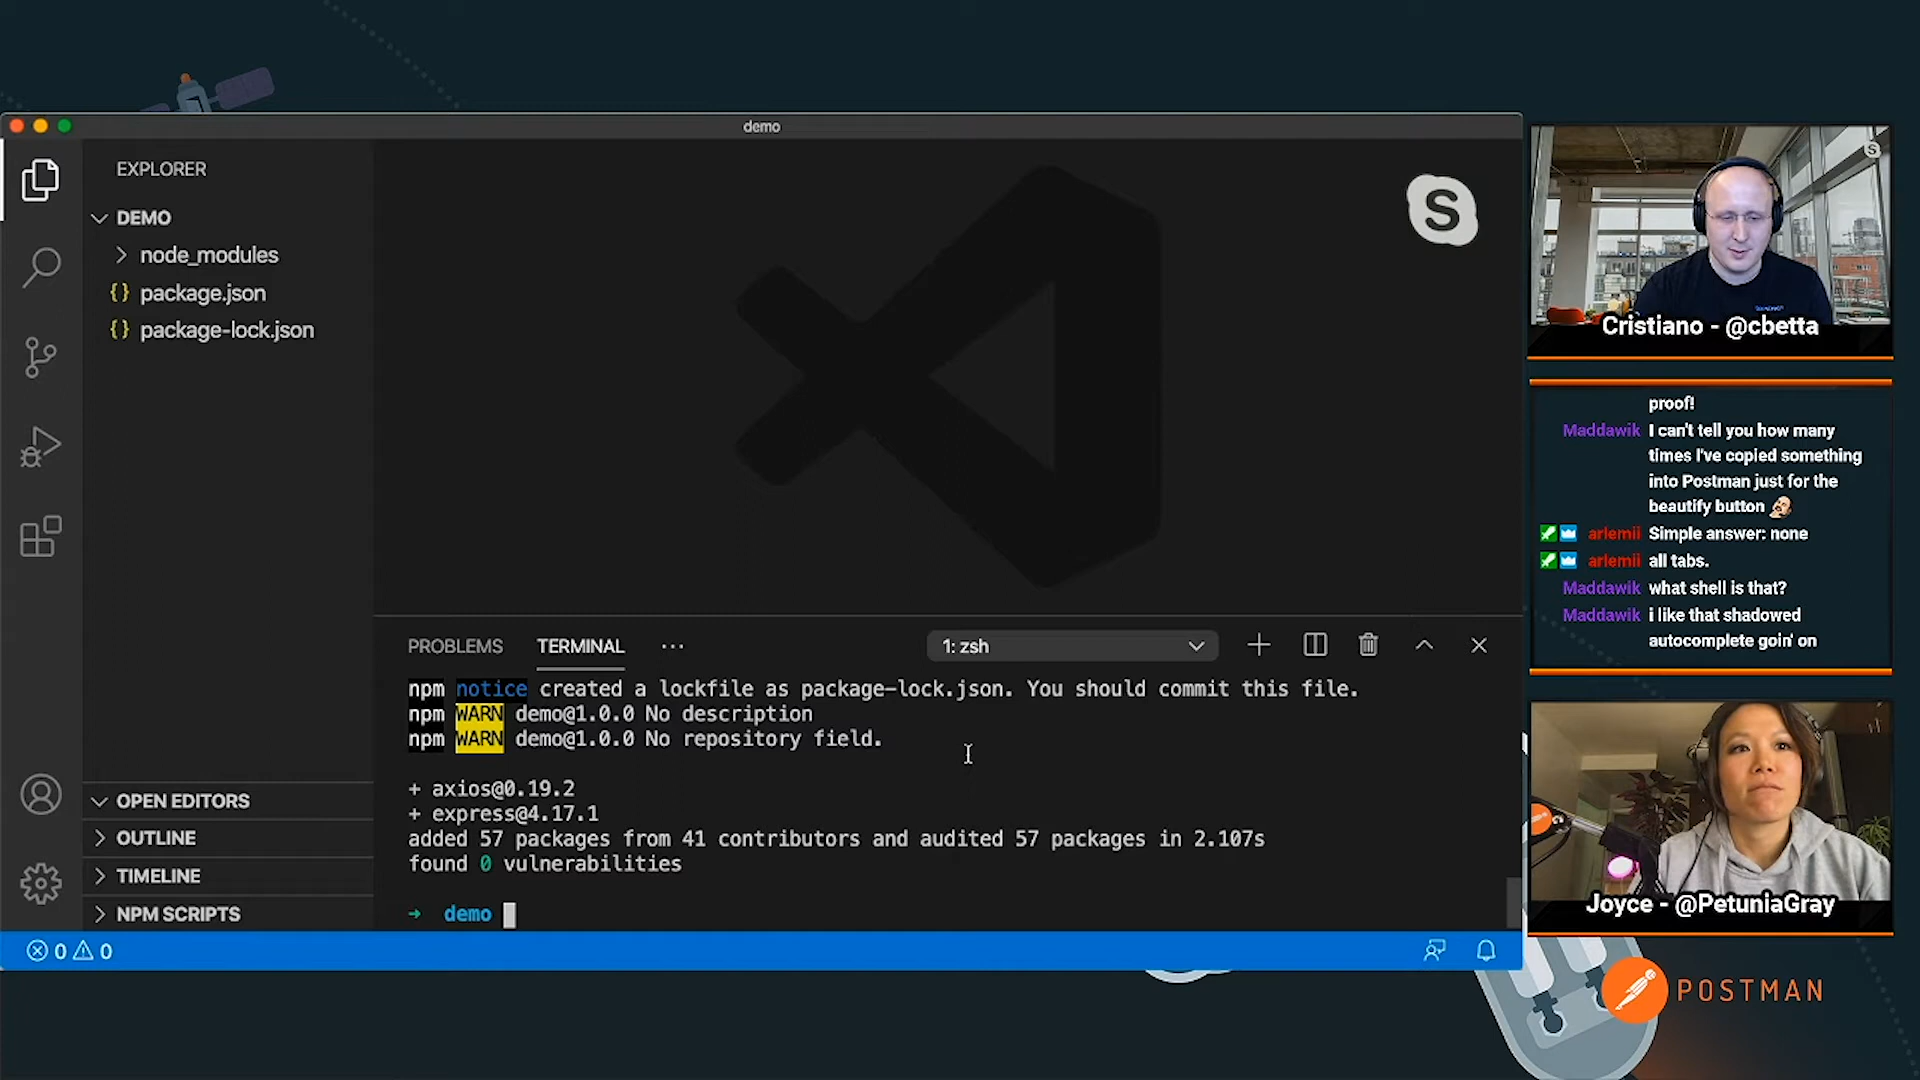 demo
EXPLORER
DEMO
node_modules
{} package.json
{} package-lock.json
OPEN EDITORS
OUTLINE
TIMELINE
NPM SCRIPTS
S
PROBLEMS TERMINAL ··· 1: zsh
npm notice created a lockfile as package-lock.json. You should commit this file.
npm WARN demo@1.0.0 No description
npm WARN demo@1.0.0 No repository field.
+ axios@0.19.2
+ express@4.17.1
added 57 packages from 41 contributors and audited 57 packages in 2.107s
found 0 vulnerabilities
→ demo
0 0
S
Cristiano - @cbetta
proof!
Maddawik I can't tell you how many
times I've copied something
into Postman just for the
beautify button
arlemii Simple answer: none
arlemii all tabs.
Maddawik what shell is that?
Maddawik i like that shadowed
autocomplete goin' on
Joyce - @PetuniaGray
POSTMAN